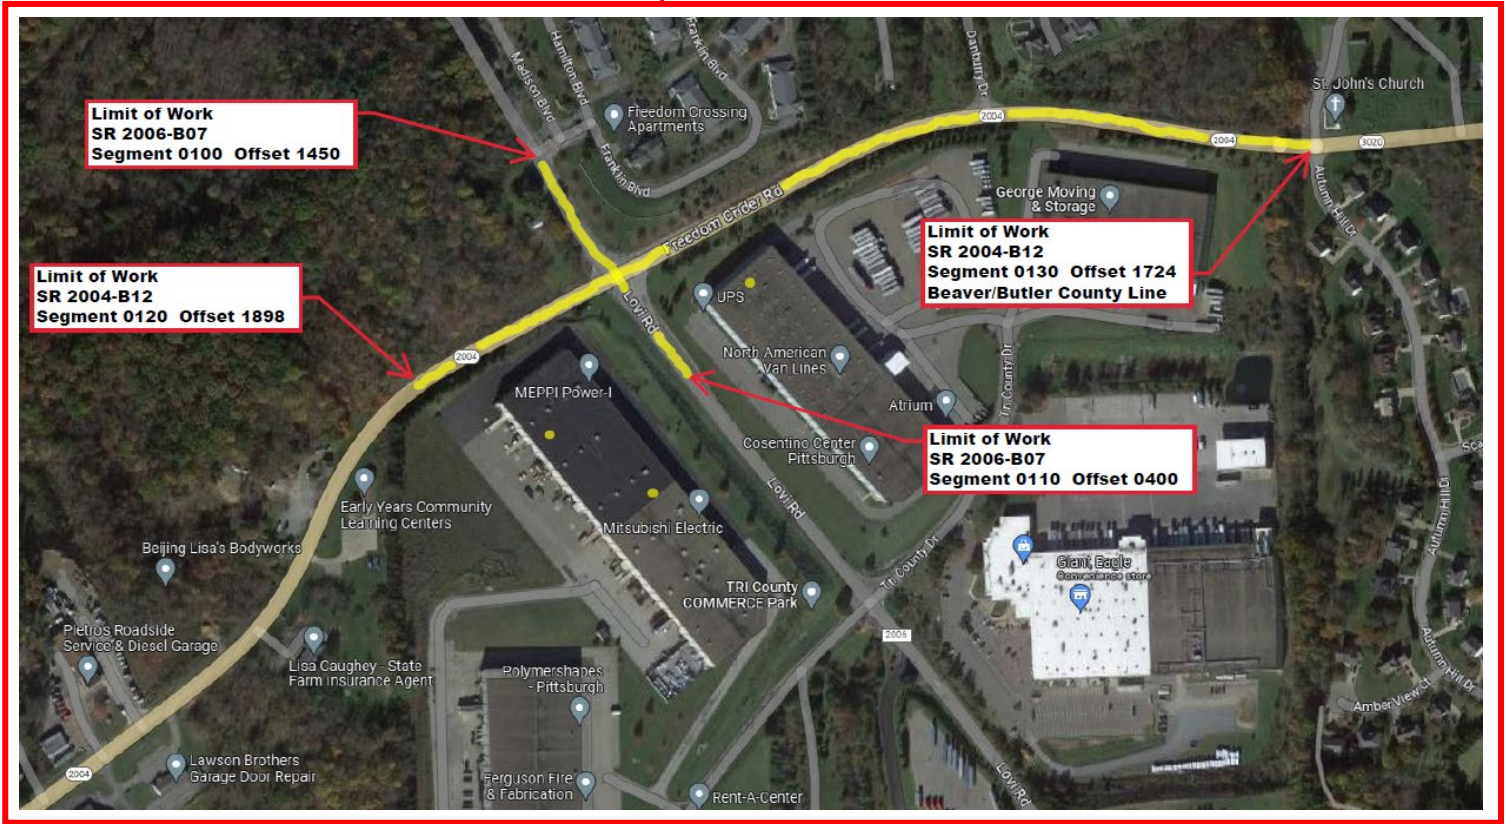 Madison Blvd
Hamilton Blvd
Franklin Blvd
Danbury Dr
St. John's Church
Limit of Work
SR 2006-B07
Segment 0100 Offset 1450
Freedom Crossing
Apartments
2004
2004
3020
Franklin Blvd
Autumn Hill Dr
George Moving
& Storage
Freedom Crider Rd
Limit of Work
SR 2004-B12
Segment 0130 Offset 1724
Beaver/Butler County Line
Limit of Work
SR 2004-B12
Segment 0120 Offset 1898
UPS
Lovi Rd
2004
North American
Van Lines
MEPPI Power-I
Tri County Dr
Atrium
Cosentino Center
Pittsburgh
Limit of Work
SR 2006-B07
Segment 0110 Offset 0400
Sca
Early Years Community
Learning Centers
Lovi Rd
Mitsubishi Electric
Autumn Hill Dr
Beijing Lisa's Bodyworks
Tri County Dr
Giant Eagle
Convenience store
TRI County
COMMERCE Park
2006
Pietros Roadside
Service & Diesel Garage
Lisa Caughey - State
Farm Insurance Agent
Polymershapes
- Pittsburgh
Autumn Hill Dr
Amber View Ct
2004
Lawson Brothers
Garage Door Repair
Ferguson Fire
& Fabrication
Rent-A-Center
Lovi Rd